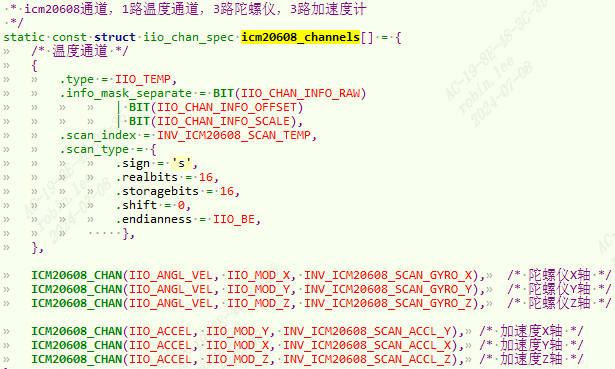 * icm20608通道，1路温度通道，3路陀螺仪，3路加速度计
*/
static const struct iio_chan_spec icm20608_channels[] = {
/* 温度通道 */
{
.type = IIO_TEMP,
.info_mask_separate = BIT(IIO_CHAN_INFO_RAW)
| BIT(IIO_CHAN_INFO_OFFSET)
| BIT(IIO_CHAN_INFO_SCALE),
.scan_index = INV_ICM20608_SCAN_TEMP,
.scan_type = {
.sign = 's',
.realbits = 16,
.storagebits = 16,
.shift = 0,
.endianness = IIO_BE,
},
},
ICM20608_CHAN(IIO_ANGL_VEL, IIO_MOD_X, INV_ICM20608_SCAN_GYRO_X), /* 陀螺仪X轴 */
ICM20608_CHAN(IIO_ANGL_VEL, IIO_MOD_Y, INV_ICM20608_SCAN_GYRO_Y), /* 陀螺仪Y轴 */
ICM20608_CHAN(IIO_ANGL_VEL, IIO_MOD_Z, INV_ICM20608_SCAN_GYRO_Z), /* 陀螺仪Z轴 */
ICM20608_CHAN(IIO_ACCEL, IIO_MOD_Y, INV_ICM20608_SCAN_ACCL_Y), /* 加速度X轴 */
ICM20608_CHAN(IIO_ACCEL, IIO_MOD_X, INV_ICM20608_SCAN_ACCL_X), /* 加速度Y轴 */
ICM20608_CHAN(IIO_ACCEL, IIO_MOD_Z, INV_ICM20608_SCAN_ACCL_Z), /* 加速度Z轴 */
robin.lee
2024-07-08